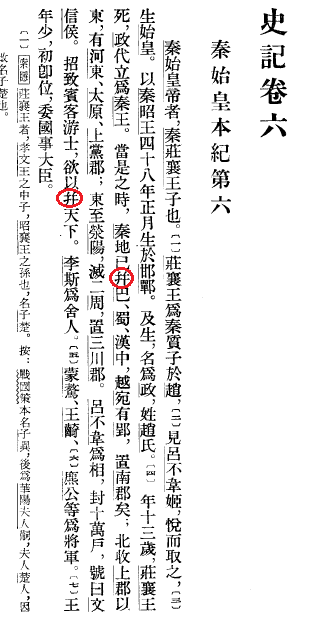 史記卷六
秦始皇本紀第六
秦始皇帝者，秦莊襄王子也。〔一〕莊襄王爲秦質子於趙，〔二〕見呂不韋姬，悅而取之，〔三〕
生始皇。以秦昭王四十八年正月生於邯鄲。及生，名爲政，姓趙氏。〔四〕年十三歲，莊襄王
死，政代立爲秦王。當是之時，秦地已幷巴、蜀、漢中，越宛有郢，置南郡矣；北收上郡以
東，有河東、太原、上黨郡；東至滎陽，滅二周，置三川郡。呂不韋爲相，封十萬戶，號曰文
信侯。招致賓客游士，欲以幷天下。李斯爲舍人。〔五〕蒙驁、王齮、〔六〕麃公等爲將軍。〔七〕王
年少，初卽位，委國事大臣。
〔一〕索隱莊襄王者，孝文王之中子，昭襄王之孫也，名子楚。按：戰國策本名子異，後爲華陽夫人嗣，夫人楚人，因
改名子楚也。